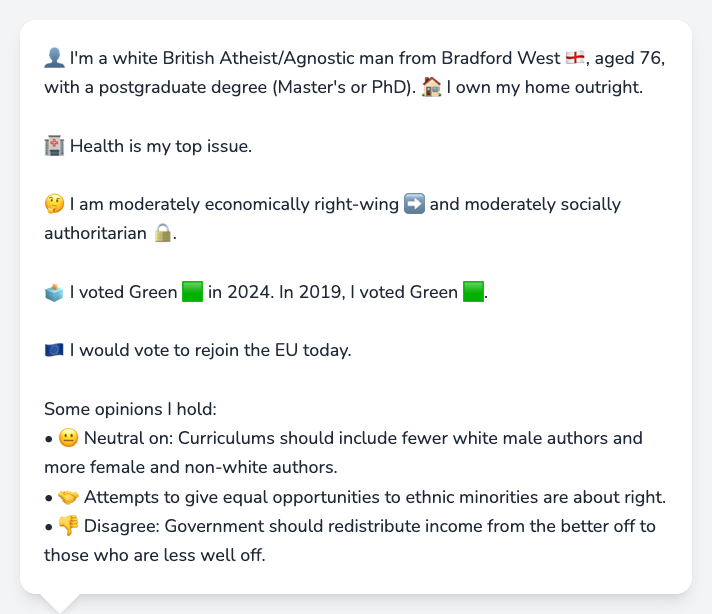 👤 I'm a white British Atheist/Agnostic man from Bradford West 🏴󠁧󠁢󠁥󠁮󠁧󠁿, aged 76,
with a postgraduate degree (Master's or PhD). 🏠 I own my home outright.
🏥 Health is my top issue.
🤔 I am moderately economically right-wing ➡️ and moderately socially
authoritarian 🔒.
🗳️ I voted Green 🟩 in 2024. In 2019, I voted Green 🟩.
🇪🇺 I would vote to rejoin the EU today.
Some opinions I hold:
• 😐 Neutral on: Curriculums should include fewer white male authors and
more female and non-white authors.
• 🤝 Attempts to give equal opportunities to ethnic minorities are about right.
• 👎 Disagree: Government should redistribute income from the better off to
those who are less well off.